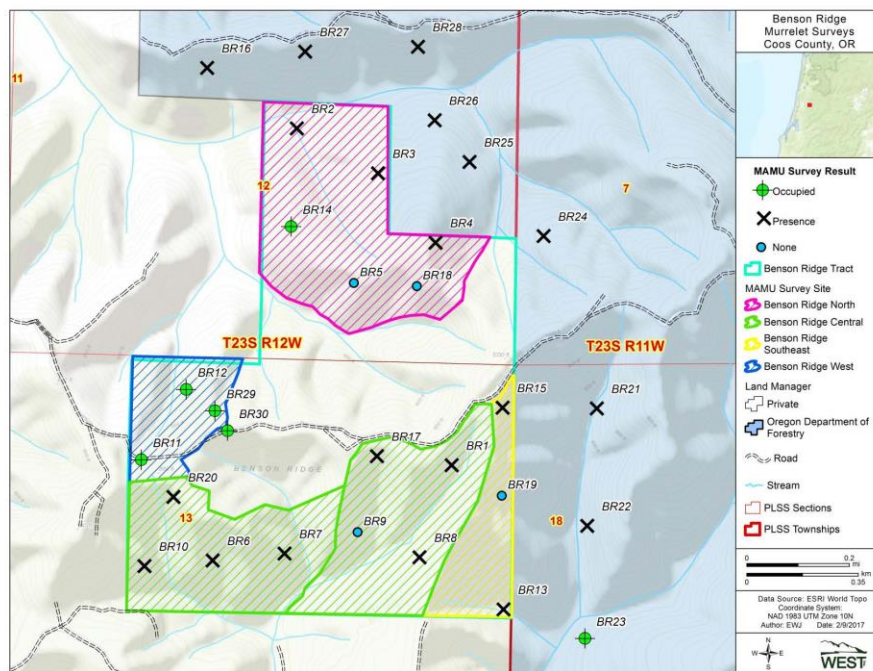 Benson Ridge
Murrelet Surveys
Coos County, OR
MAMU Survey Result
Occupied
Presence
None
Benson Ridge Tract
MAMU Survey Site
Benson Ridge North
Benson Ridge Central
Benson Ridge
Southeast
Benson Ridge West
Land Manager
Private
Oregon Department of
Forestry
Road
Stream
PLSS Sections
PLSS Townships
0 0.2
mi
km
0 0.35
Data Source: ESRI World Topo
Coordinate System:
NAD 1983 UTM Zone 10N
Author: EWJ Date: 2/9/2017
N
W E
S
WEST
BR28
BR27
BR16
11
BR26
BR2
BR25
BR3
12
7
BR14
BR24
BR4
BR5
BR18
T23S R12W
T23S R11W
BR12
BR29
BR15
BR21
BR30
BR11
BR17
BR1
BENSON RIDGE
BR20
BR19
13
18
BR22
BR9
BR7
BR6
BR8
BR10
BR13
BR23